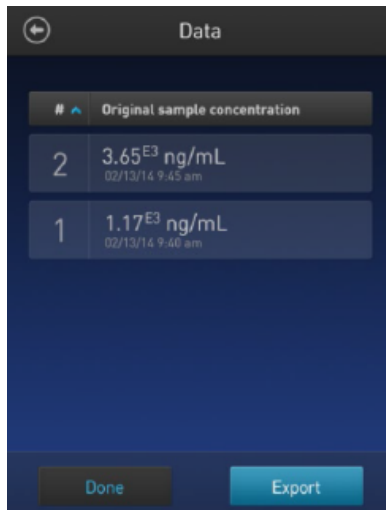 Data
# Original sample concentration
2 3.65E3 ng/mL
02/13/14 9:45 am
1 1.17E3 ng/mL
02/13/14 9:40 am
Done Export